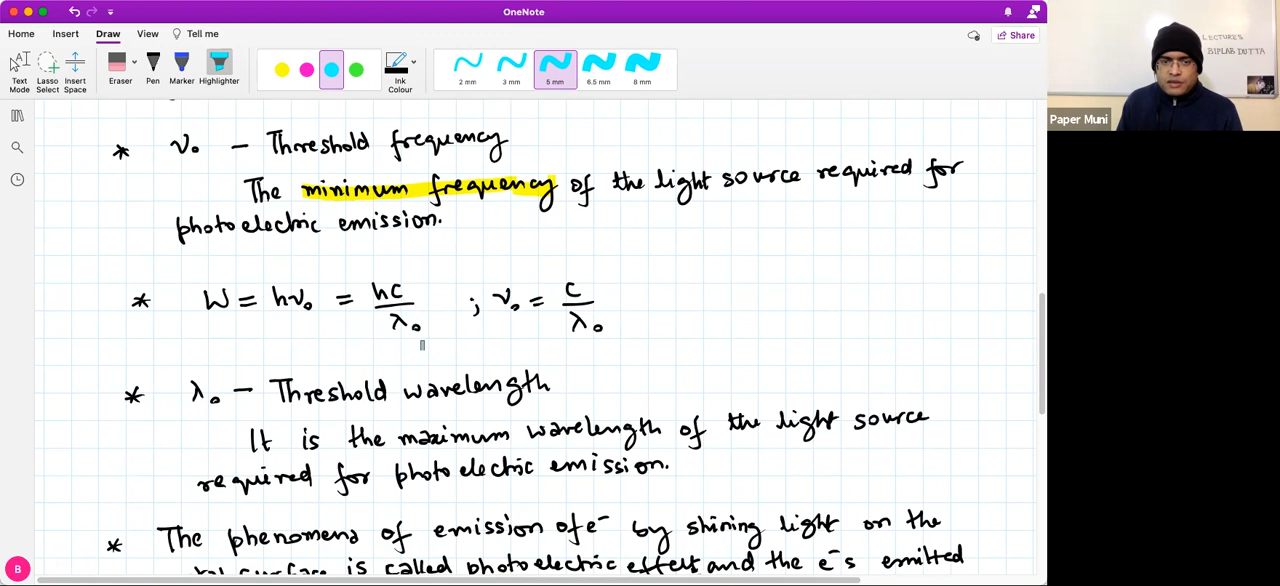 OneNote
Home Insert Draw View Tell me
Share
Text Mode
Lasso Select
Insert Space
Eraser
Pen
Marker
Highlighter
Ink Colour
2 mm
3 mm
5 mm
6.5 mm
8 mm
LECTURES
BIPLAB DUTTA
Paper Muni
* ν₀ – Threshold frequency
The minimum frequency of the light source required for
photoelectric emission.
* W = hν₀ = hc/λ₀ ; ν₀ = c/λ₀
* λ₀ – Threshold wavelength
It is the maximum wavelength of the light source
required for photoelectric emission.
* The phenomena of emission of e⁻ by shining light on the
surface is called photoelectric effect and the e⁻s emitted
B